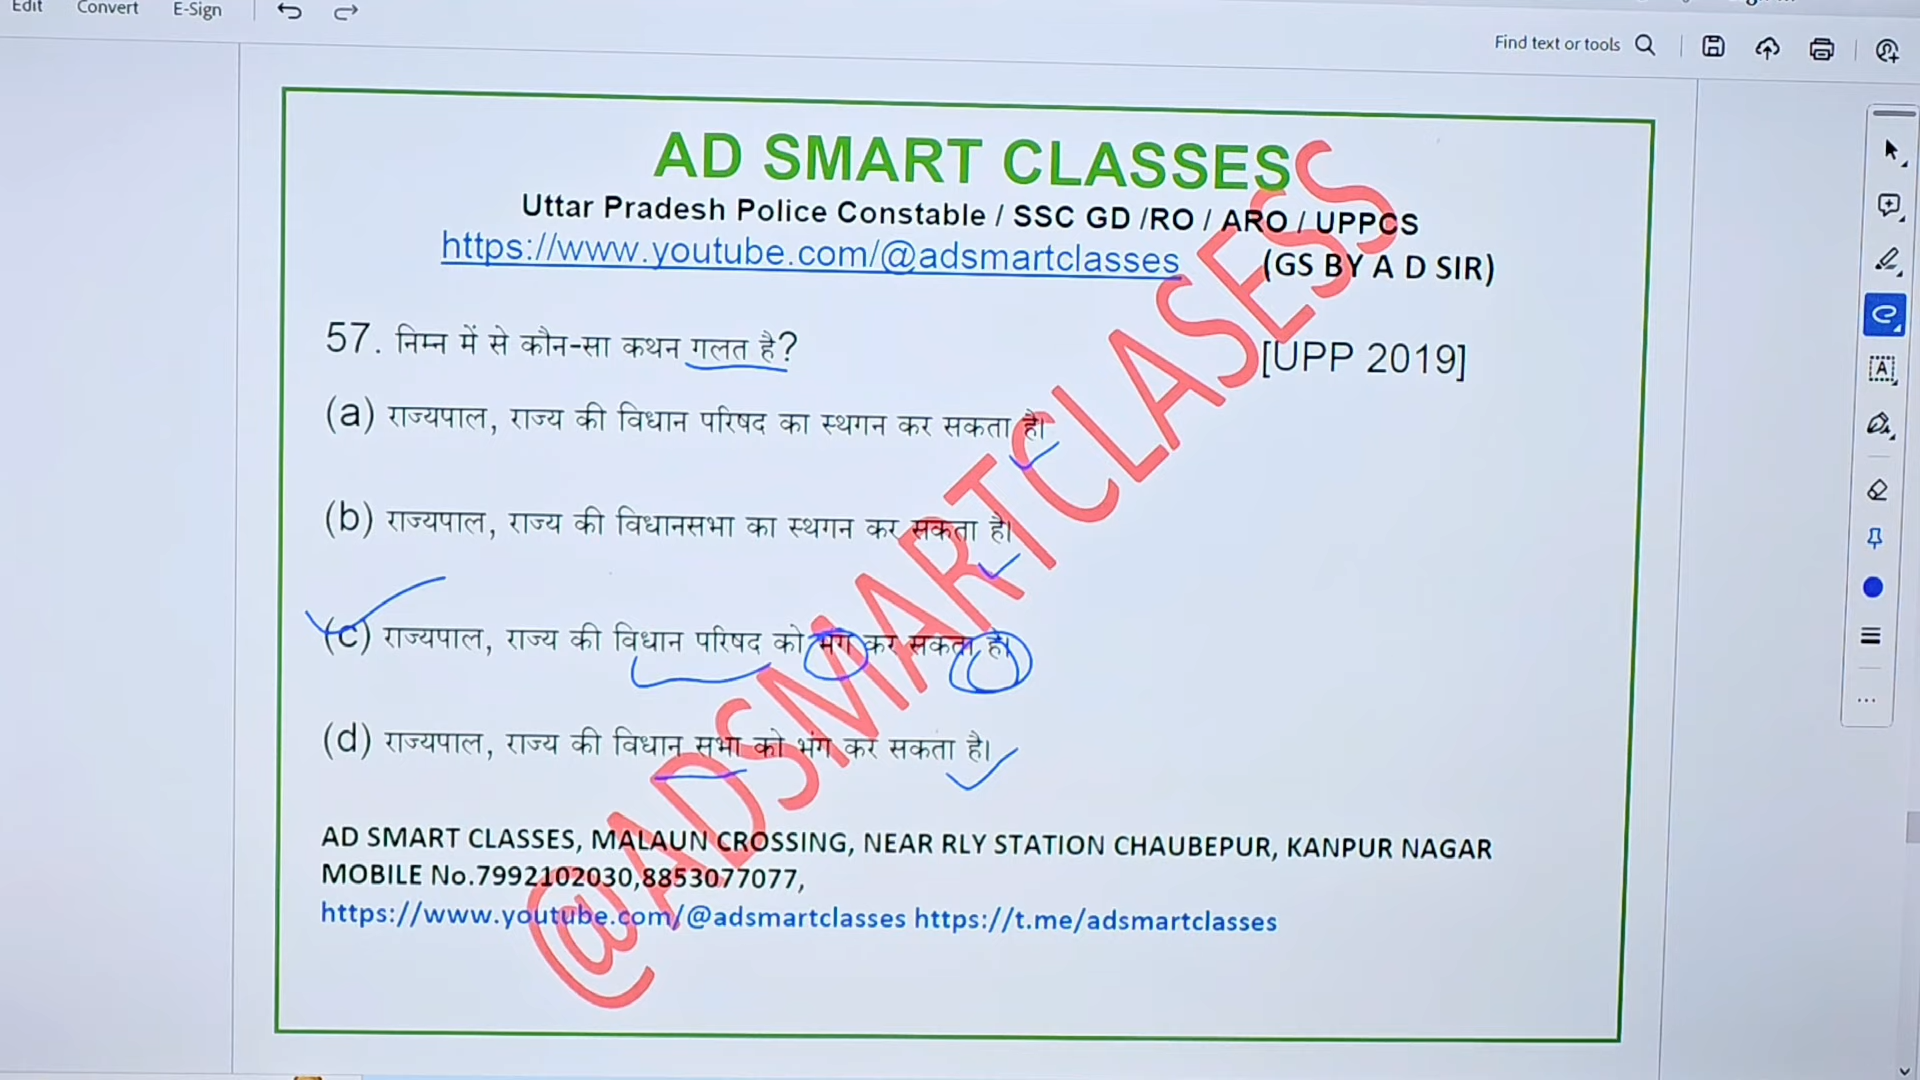 Edit Convert E-Sign
Find text or tools
AD SMART CLASSES
Uttar Pradesh Police Constable / SSC GD /RO / ARO / UPPCS
https://www.youtube.com/@adsmartclasses (GS BY A D SIR)
57. निम्न में से कौन-सा कथन गलत है? [UPP 2019]
(a) राज्यपाल, राज्य की विधान परिषद का स्थगन कर सकता है।
(b) राज्यपाल, राज्य की विधानसभा का स्थगन कर सकता है।
(c) राज्यपाल, राज्य की विधान परिषद को भंग कर सकता है।
(d) राज्यपाल, राज्य की विधान सभा को भंग कर सकता है।
AD SMART CLASSES, MALAUN CROSSING, NEAR RLY STATION CHAUBEPUR, KANPUR NAGAR
MOBILE No.7992102030,8853077077,
https://www.youtube.com/@adsmartclasses https://t.me/adsmartclasses
@ADSMARTCLASESS